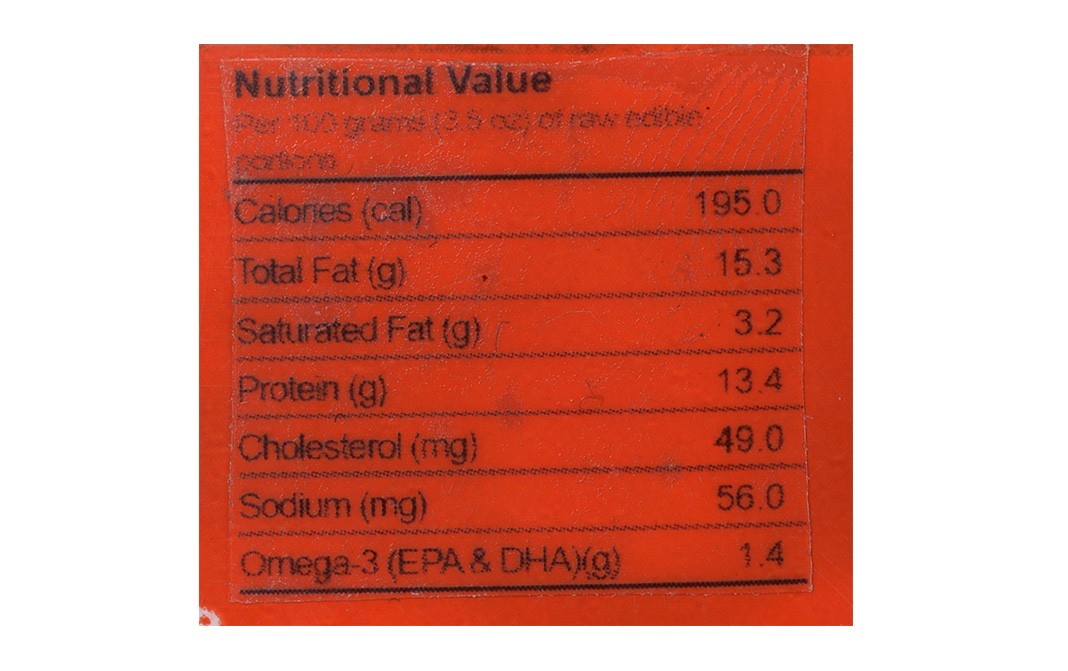 Nutritional Value
Per 100 grams (3.5 oz) of raw edible
portions
Calories (cal) 195.0
Total Fat (g) 15.3
Saturated Fat (g) 3.2
Protein (g) 13.4
Cholesterol (mg) 49.0
Sodium (mg) 56.0
Omega-3 (EPA & DHA)(g) 1.4